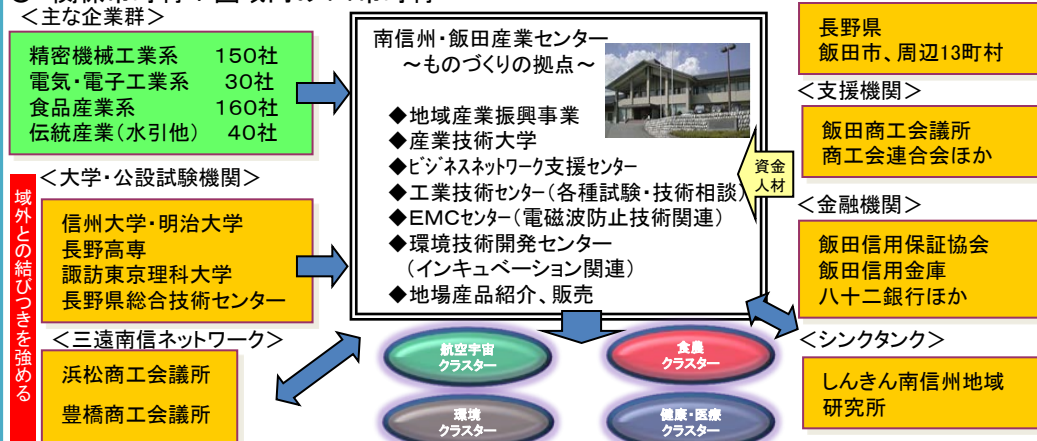 <主な企業群>
精密機械工業系 150社
電気・電子工業系 30社
食品産業系 160社
伝統産業(水引他) 40社
<大学・公設試験機関>
信州大学・明治大学
長野高専
諏訪東京理科大学
長野県総合技術センター
域外との結びつきを強める
<三遠南信ネットワーク>
浜松商工会議所
豊橋商工会議所
南信州・飯田産業センター
~ものづくりの拠点~
◆地域産業振興事業
◆産業技術大学
◆ビジネスネットワーク支援センター
◆工業技術センター(各種試験・技術相談)
◆EMCセンター(電磁波防止技術関連)
◆環境技術開発センター
(インキュベーション関連)
◆地場産品紹介、販売
資金
人材
航空宇宙
クラスター
食農
クラスター
環境
クラスター
健康・医療
クラスター
長野県
飯田市、周辺13町村
<支援機関>
飯田商工会議所
商工会連合会ほか
<金融機関>
飯田信用保証協会
飯田信用金庫
八十二銀行ほか
<シンクタンク>
しんきん南信州地域
研究所